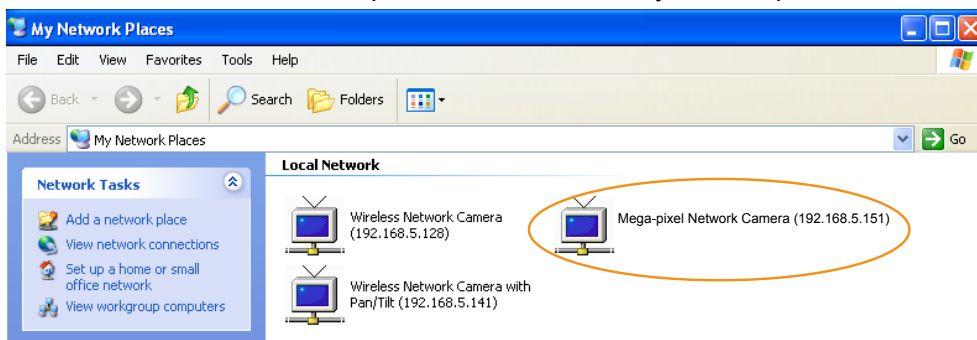 My Network Places
File Edit View Favorites Tools Help
Back Search Folders
Address My Network Places Go
Local Network
Network Tasks
Add a network place
View network connections
Set up a home or small
office network
View workgroup computers
Wireless Network Camera
(192.168.5.128)
Mega-pixel Network Camera (192.168.5.151)
Wireless Network Camera with
Pan/Tilt (192.168.5.141)